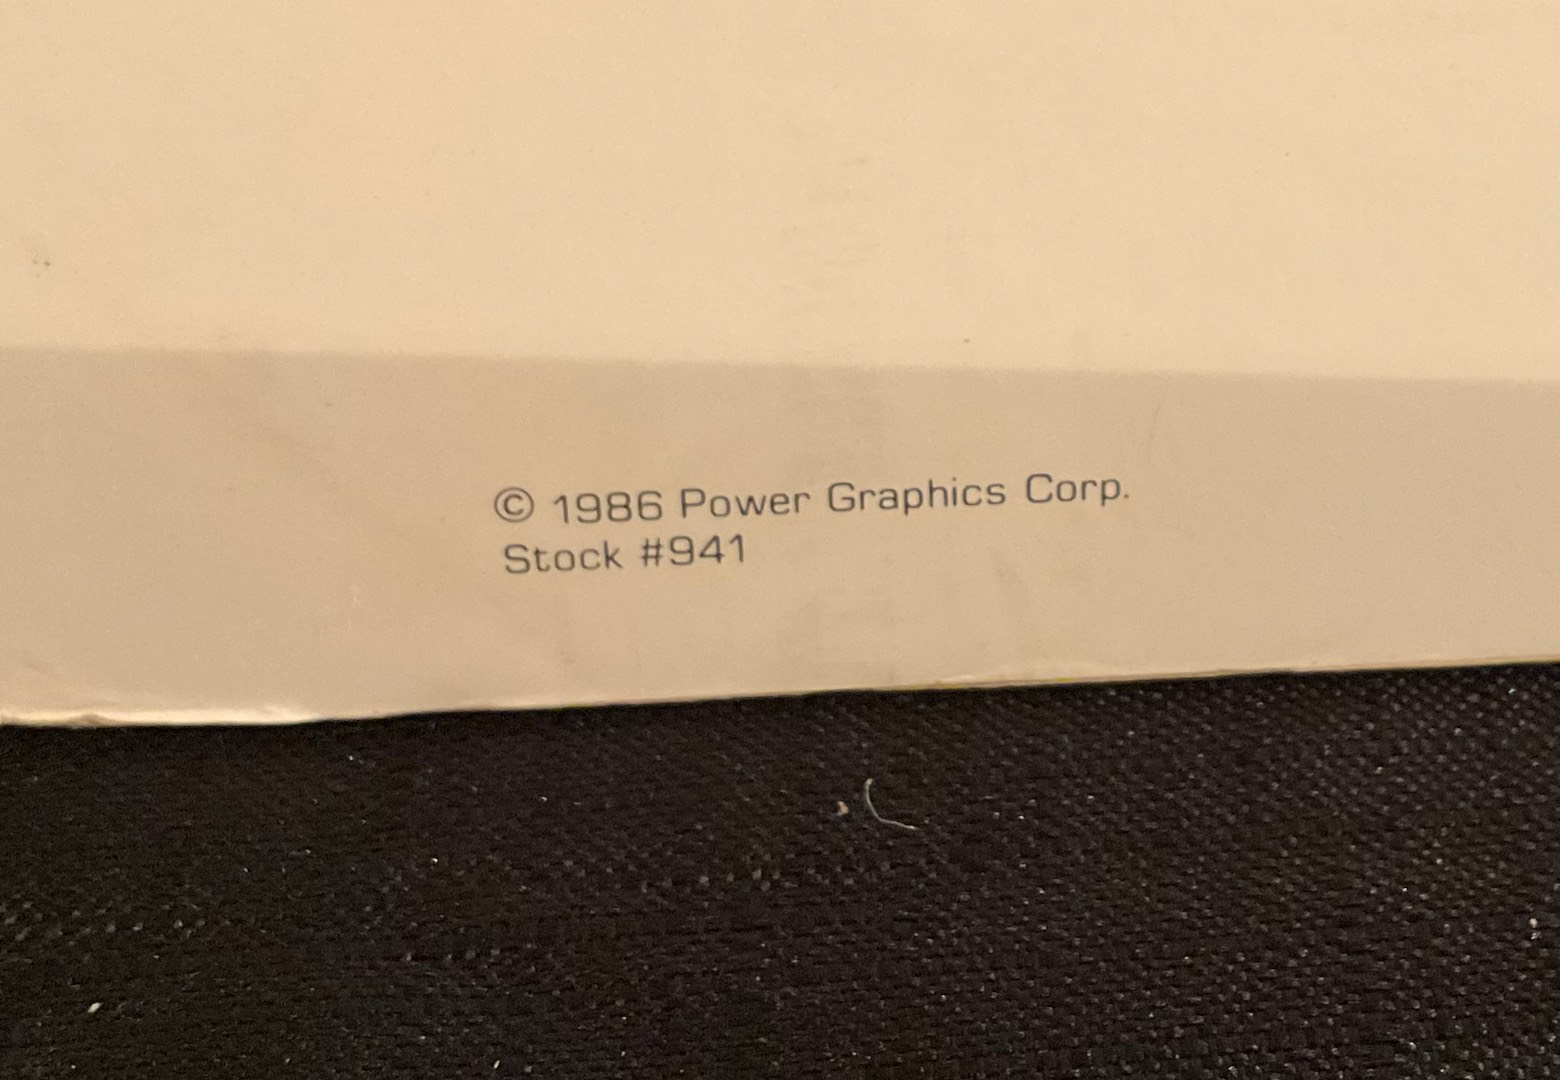 © 1986 Power Graphics Corp.
Stock #941